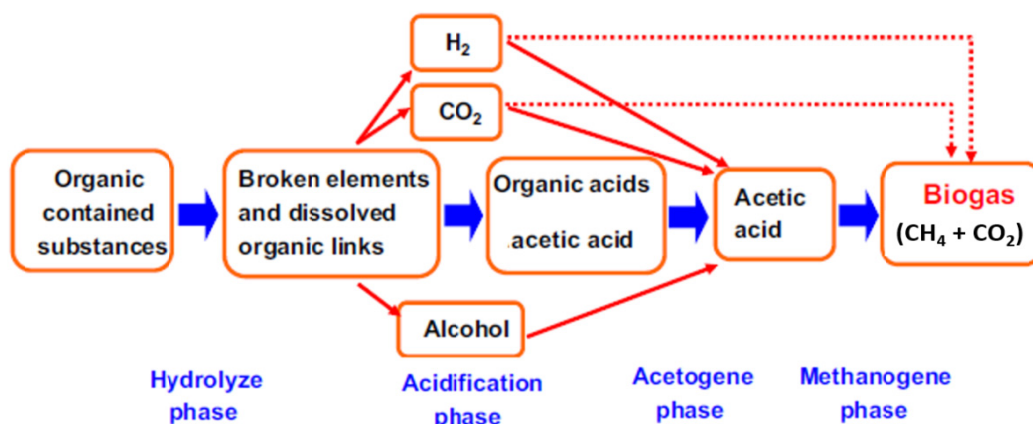 H₂
CO₂
Organic
contained
substances
Broken elements
and dissolved
organic links
Organic acids
.acetic acid
Acetic
acid
Biogas
(CH₄ + CO₂)
Alcohol
Hydrolyze
phase
Acidification
phase
Acetogene
phase
Methanogene
phase